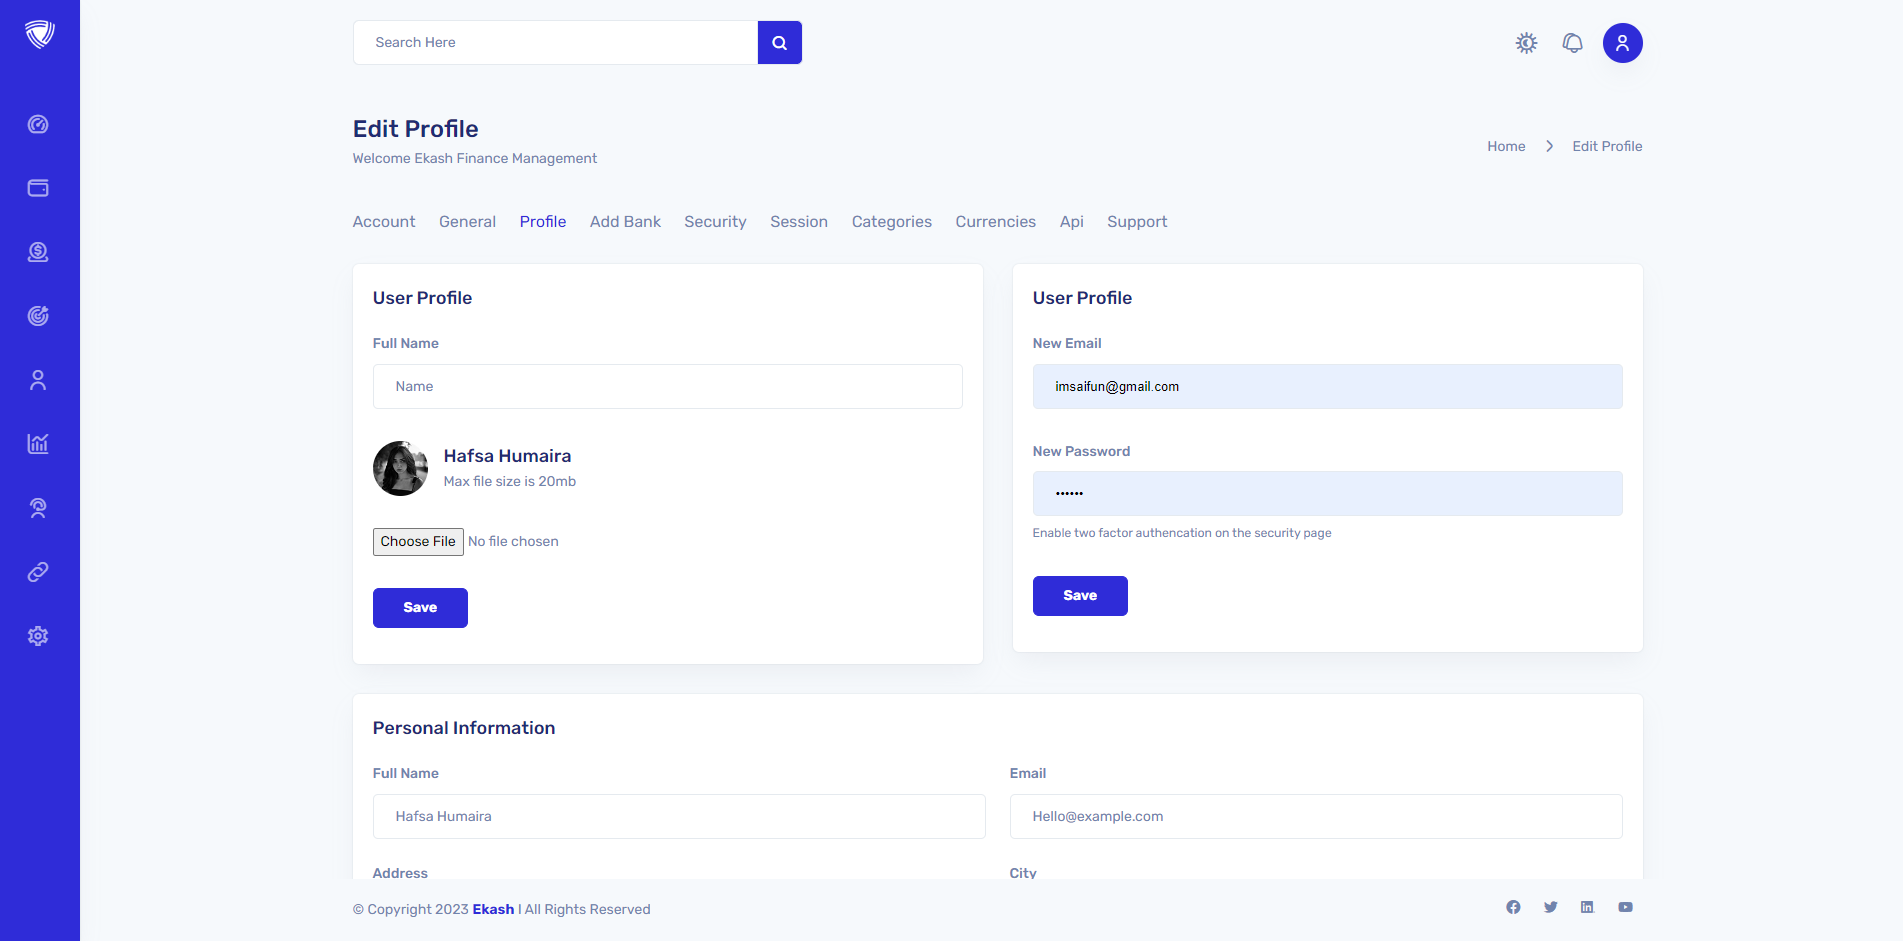 Search Here
Edit Profile
Welcome Ekash Finance Management
Home
Edit Profile
Account General Profile Add Bank Security Session Categories Currencies Api Support
User Profile
Full Name
Name
Hafsa Humaira
Max file size is 20mb
Choose File No file chosen
Save
User Profile
New Email
imsaifun@gmail.com
New Password
••••••
Enable two factor authencation on the security page
Save
Personal Information
Full Name
Hafsa Humaira
Email
Hello@example.com
Address
City
© Copyright 2023 Ekash I All Rights Reserved